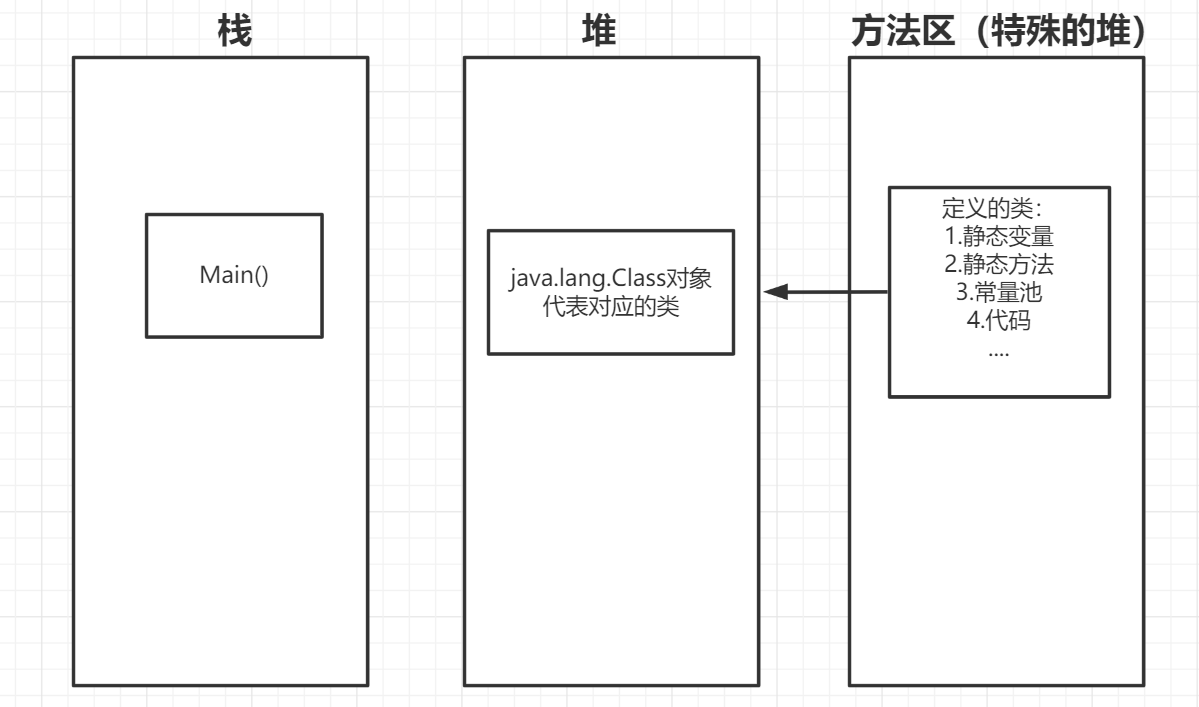 栈
堆
方法区（特殊的堆）
Main()
java.lang.Class对象
代表对应的类
定义的类：
1.静态变量
2.静态方法
3.常量池
4.代码
....